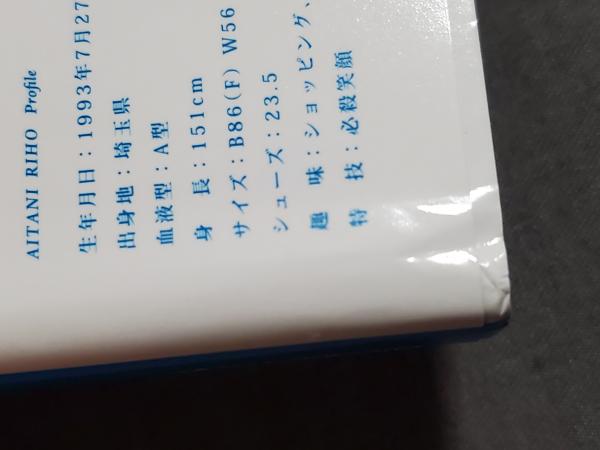 AITANI RIHO Profile
生年月日：1993年7月27
出身地：埼玉県
血液型：A型
身　長：151cm
サイズ：B86(F) W56
シューズ：23.5
趣　味：ショッピング、
特　技：必殺笑顔